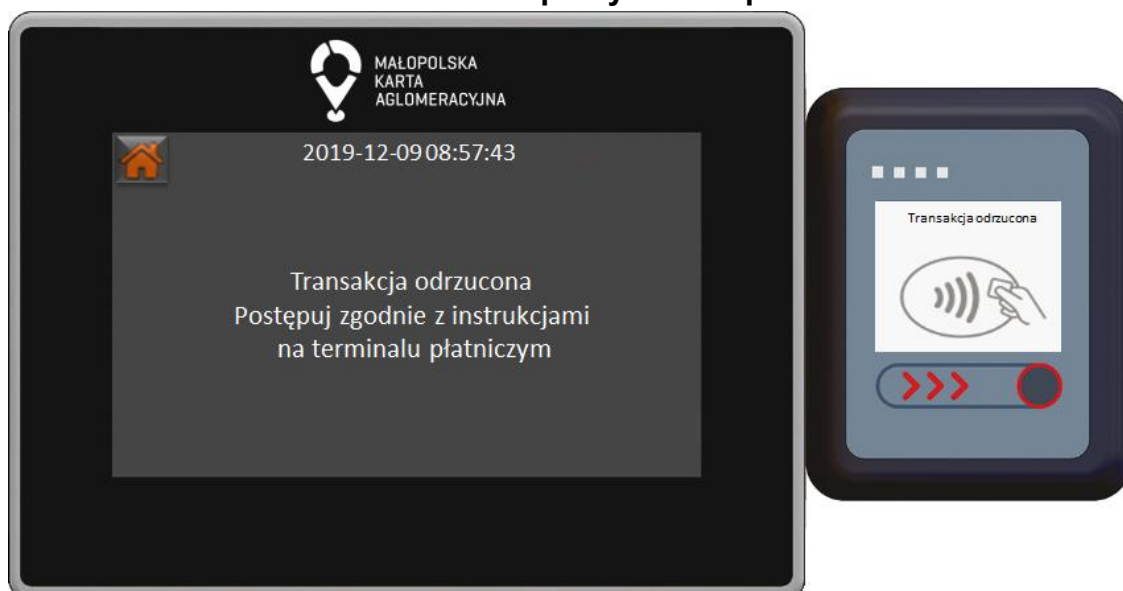 MAŁOPOLSKA
KARTA
AGLOMERACYJNA
2019-12-09 08:57:43
Transakcja odrzucona
Postępuj zgodnie z instrukcjami
na terminalu płatniczym
Transakcja odrzucona